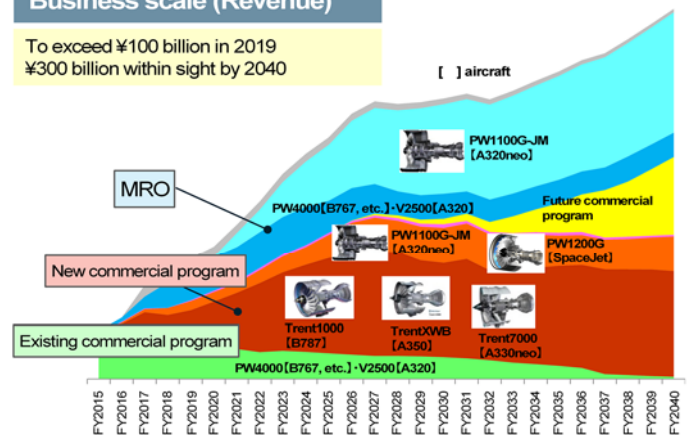 Business scale (Revenue)
To exceed ¥100 billion in 2019
¥300 billion within sight by 2040
[ ] aircraft
PW1100G-JM
【A320neo】
MRO
PW4000【B767, etc.】・V2500【A320】
Future commercial
program
PW1100G-JM
【A320neo】
PW1200G
【SpaceJet】
New commercial program
Trent1000
【B787】
TrentXWB
【A350】
Trent7000
【A330neo】
Existing commercial program
PW4000【B767, etc.】・V2500【A320】
FY2015
FY2016
FY2017
FY2018
FY2019
FY2020
FY2021
FY2022
FY2023
FY2024
FY2025
FY2026
FY2027
FY2028
FY2029
FY2030
FY2031
FY2032
FY2033
FY2034
FY2035
FY2036
FY2037
FY2038
FY2039
FY2040